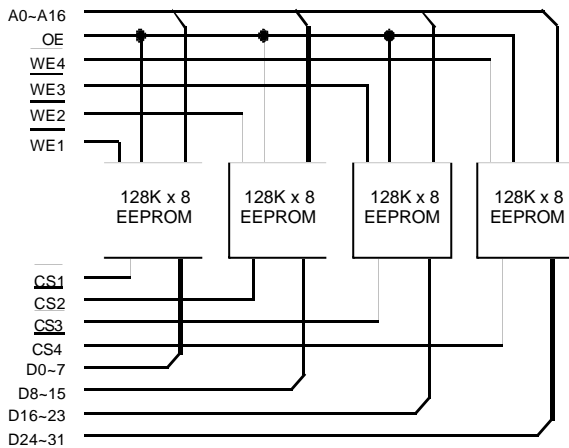 A0~A16
OE
WE4
WE3
WE2
WE1
128K x 8
EEPROM
128K x 8
EEPROM
128K x 8
EEPROM
128K x 8
EEPROM
CS1
CS2
CS3
CS4
D0~7
D8~15
D16~23
D24~31